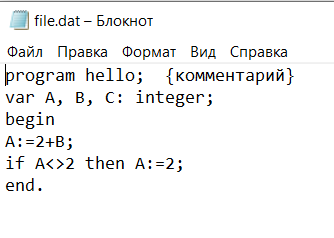 file.dat – Блокнот
Файл Правка Формат Вид Справка
program hello; {комментарий}
var A, B, C: integer;
begin
A:=2+B;
if A<>2 then A:=2;
end.